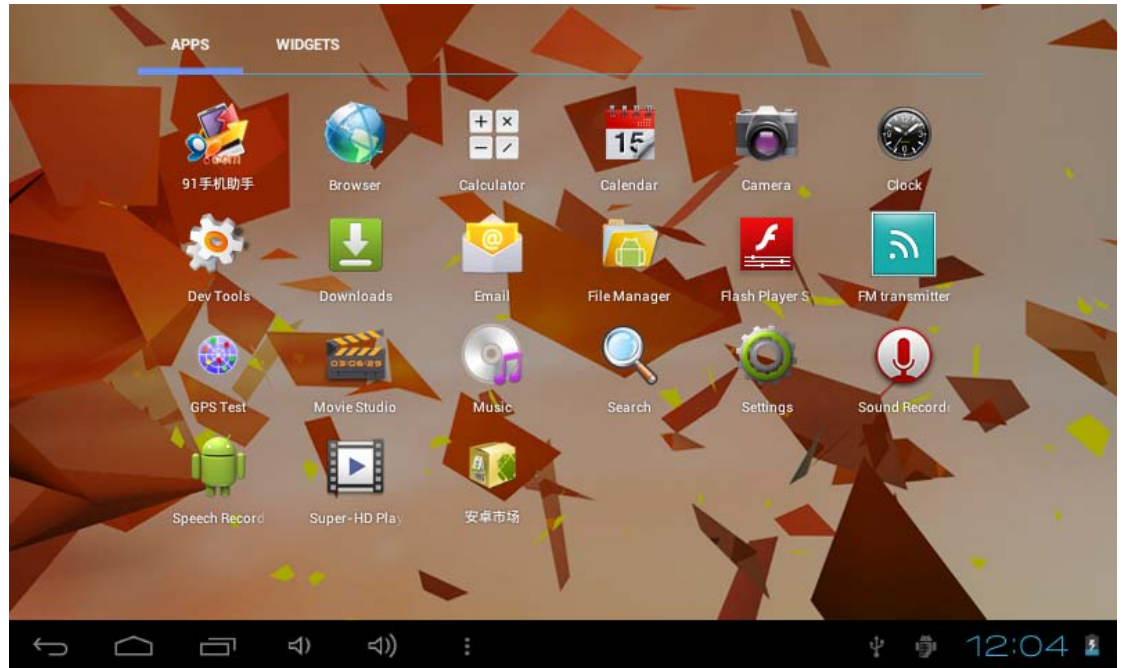 APPS WIDGETS
91手机助手 Browser Calculator Calendar Camera Clock
Dev Tools Downloads Email File Manager Flash Player S FM transmitter
GPS Test Movie Studio Music Search Settings Sound Record
Speech Record Super-HD Play 安卓市场
12:04